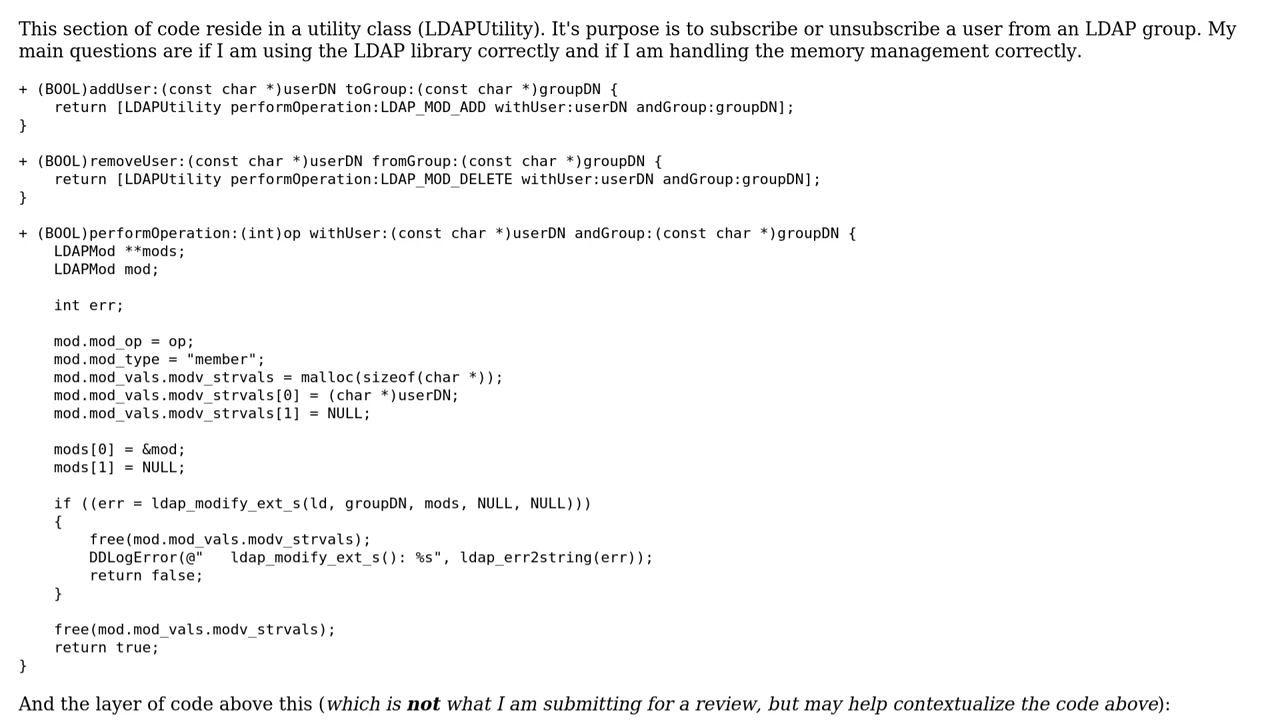 This section of code reside in a utility class (LDAPUtility). It's purpose is to subscribe or unsubscribe a user from an LDAP group. My
main questions are if I am using the LDAP library correctly and if I am handling the memory management correctly.
+ (BOOL)addUser:(const char *)userDN toGroup:(const char *)groupDN {
    return [LDAPUtility performOperation:LDAP_MOD_ADD withUser:userDN andGroup:groupDN];
}
+ (BOOL)removeUser:(const char *)userDN fromGroup:(const char *)groupDN {
    return [LDAPUtility performOperation:LDAP_MOD_DELETE withUser:userDN andGroup:groupDN];
}
+ (BOOL)performOperation:(int)op withUser:(const char *)userDN andGroup:(const char *)groupDN {
    LDAPMod **mods;
    LDAPMod mod;
    int err;
    mod.mod_op = op;
    mod.mod_type = "member";
    mod.mod_vals.modv_strvals = malloc(sizeof(char *));
    mod.mod_vals.modv_strvals[0] = (char *)userDN;
    mod.mod_vals.modv_strvals[1] = NULL;
    mods[0] = &mod;
    mods[1] = NULL;
    if ((err = ldap_modify_ext_s(ld, groupDN, mods, NULL, NULL)))
    {
        free(mod.mod_vals.modv_strvals);
        DDLogError(@"   ldap_modify_ext_s(): %s", ldap_err2string(err));
        return false;
    }
    free(mod.mod_vals.modv_strvals);
    return true;
}
And the layer of code above this (which is not what I am submitting for a review, but may help contextualize the code above):